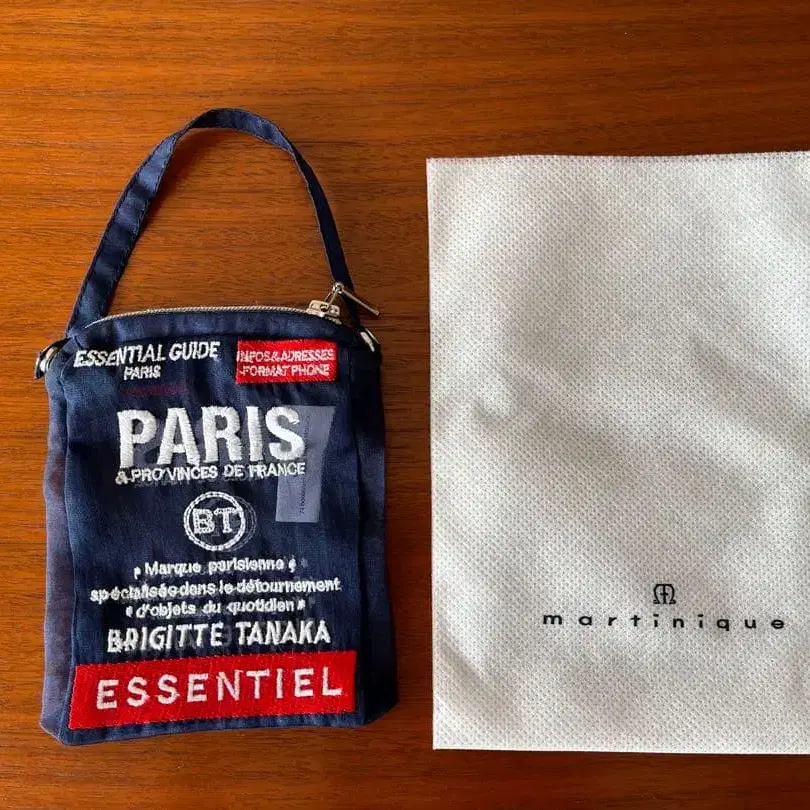 ESSENTIAL GUIDE
PARIS
INFOS & ADRESSES
FORMAT PHONE
PARIS
& PROVINCES DE FRANCE
BT
Marque parisienne
spécialisée dans le détournement
d'objets du quotidien
BRIGITTE TANAKA
ESSENTIEL
m
martinique